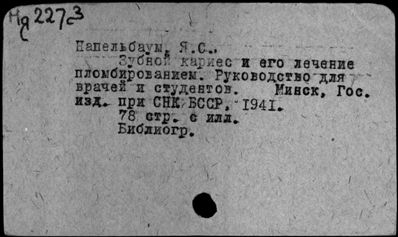 Нд 227з
Папельбаум, Я.С.,
Зубной кариес и его лечение
пломбированием. Руководство для
врачей и студентов. Минск, Гос.
изд. при СНК БССР, 1941.
78 стр. с илл.
Библиогр.